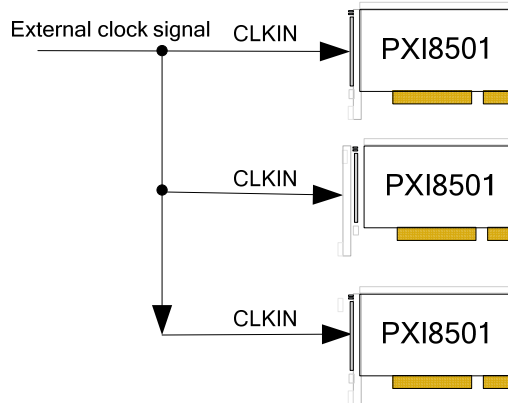 External clock signal
CLKIN
PXI8501
CLKIN
PXI8501
CLKIN
PXI8501